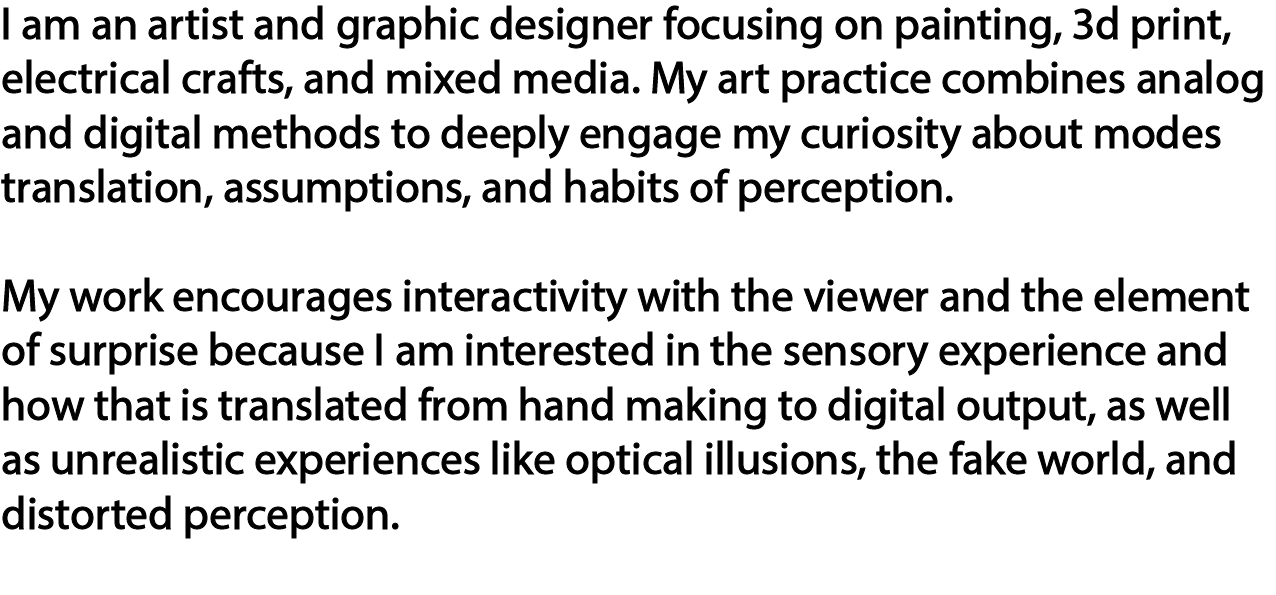 I am an artist and graphic designer focusing on painting, 3d print,
electrical crafts, and mixed media. My art practice combines analog
and digital methods to deeply engage my curiosity about modes
translation, assumptions, and habits of perception.
My work encourages interactivity with the viewer and the element
of surprise because I am interested in the sensory experience and
how that is translated from hand making to digital output, as well
as unrealistic experiences like optical illusions, the fake world, and
distorted perception.